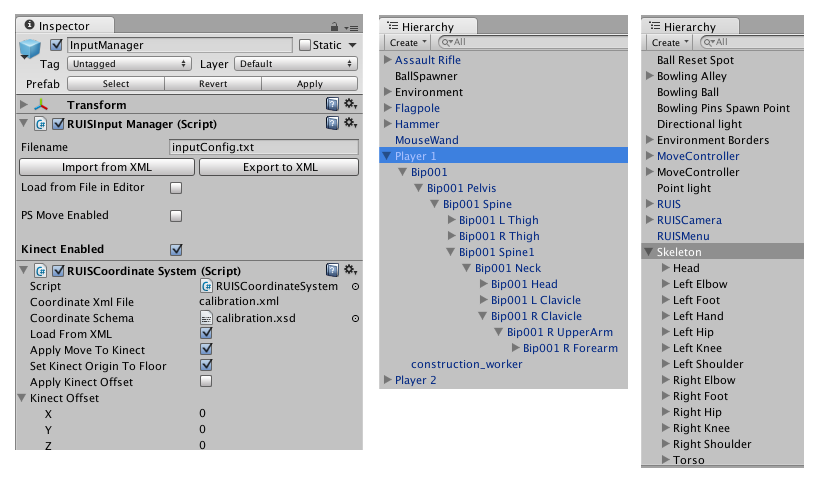 Inspector
InputManager
Static
Tag
Untagged
Layer
Default
Prefab
Select
Revert
Apply
Transform
RUISInput Manager (Script)
Filename
inputConfig.txt
Import from XML
Export to XML
Load from File in Editor
PS Move Enabled
Kinect Enabled
RUISCoordinate System (Script)
Script
RUISCoordinateSystem
Coordinate Xml File
calibration.xml
Coordinate Schema
calibration.xsd
Load From XML
Apply Move To Kinect
Set Kinect Origin To Floor
Apply Kinect Offset
Kinect Offset
X 0
Y 0
Z 0
Hierarchy
Create
All
Assault Rifle
BallSpawner
Environment
Flagpole
Hammer
MouseWand
Player 1
Bip001
Bip001 Pelvis
Bip001 Spine
Bip001 L Thigh
Bip001 R Thigh
Bip001 Spine1
Bip001 Neck
Bip001 Head
Bip001 L Clavicle
Bip001 R Clavicle
Bip001 R UpperArm
Bip001 R Forearm
construction_worker
Player 2
Hierarchy
Create
All
Ball Reset Spot
Bowling Alley
Bowling Ball
Bowling Pins Spawn Point
Directional light
Environment Borders
MoveController
MoveController
Point light
RUIS
RUISCamera
RUISMenu
Skeleton
Head
Left Elbow
Left Foot
Left Hand
Left Hip
Left Knee
Left Shoulder
Right Elbow
Right Foot
Right Hip
Right Knee
Right Shoulder
Torso